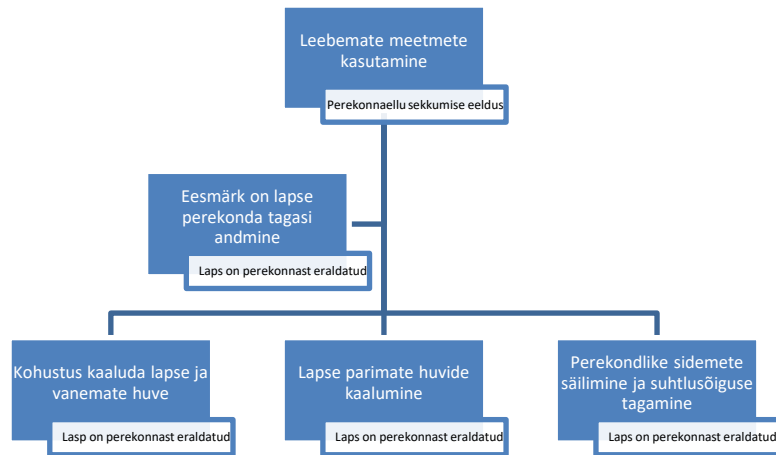 Leebemate meetmete
kasutamine
Perekonnaellu sekkumise eeldus
Eesmärk on lapse
perekonda tagasi
andmine
Laps on perekonnast eraldatud
Kohustus kaaluda lapse ja
vanemate huve
Lasp on perekonnast eraldatud
Lapse parimate huvide
kaalumine
Laps on perekonnast eraldatud
Perekondlike sidemete
säilimine ja suhtlusõiguse
tagamine
Laps on perekonnast eraldatud